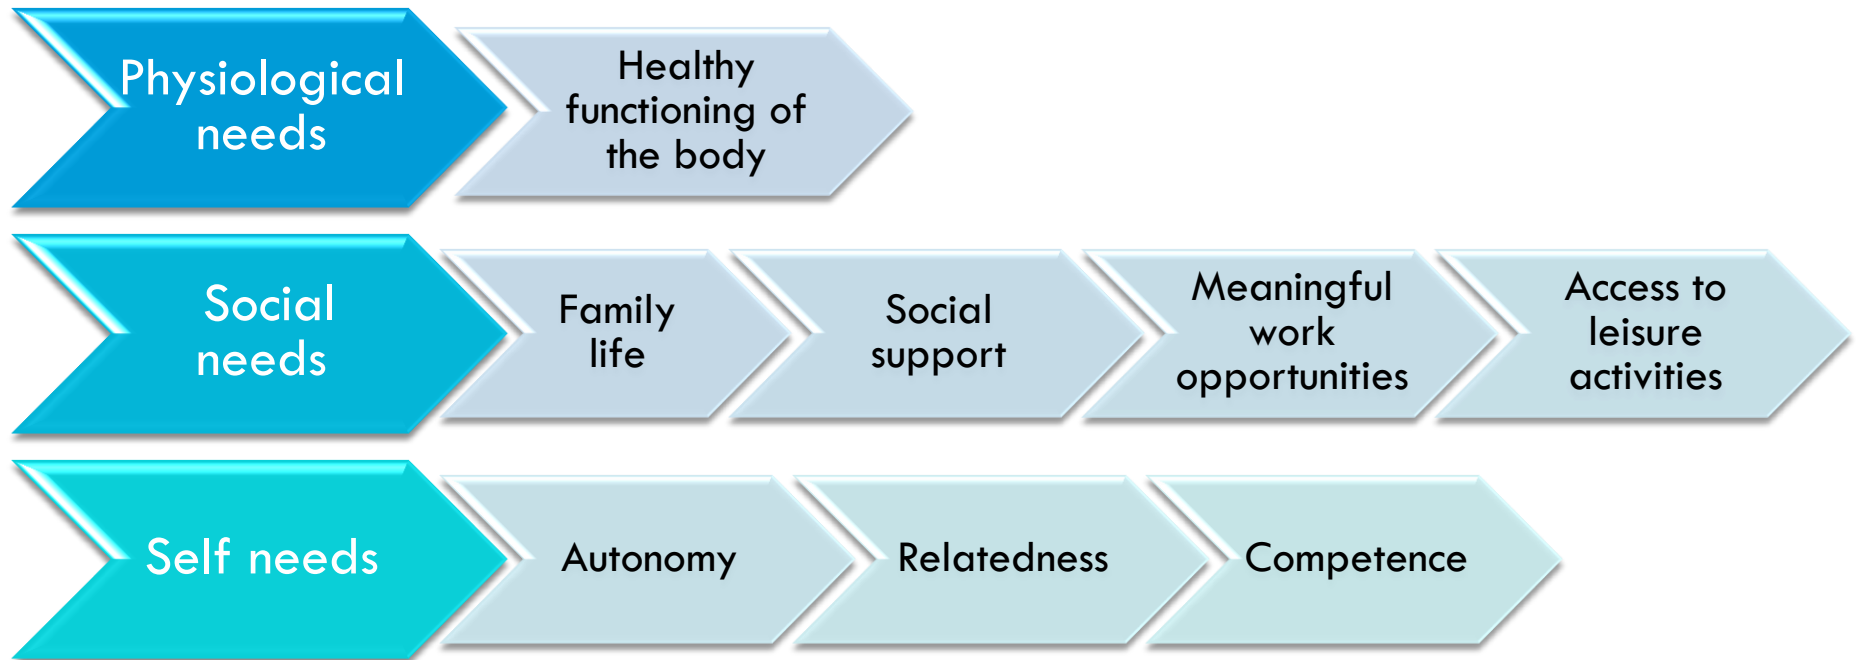 Physiological
needs
Healthy
functioning of
the body
Social
needs
Family
life
Social
support
Meaningful
work
opportunities
Access to
leisure
activities
Self needs
Autonomy
Relatedness
Competence